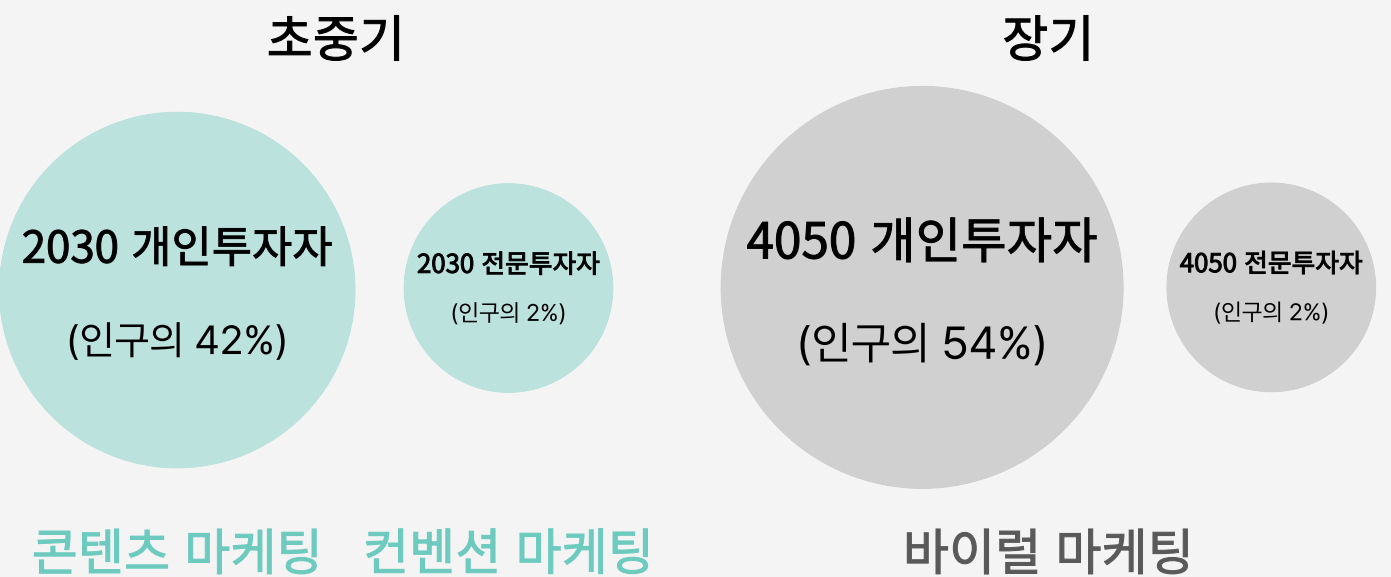 초중기
장기
2030 개인투자자
(인구의 42%)
2030 전문투자자
(인구의 2%)
4050 개인투자자
(인구의 54%)
4050 전문투자자
(인구의 2%)
콘텐츠 마케팅
컨벤션 마케팅
바이럴 마케팅